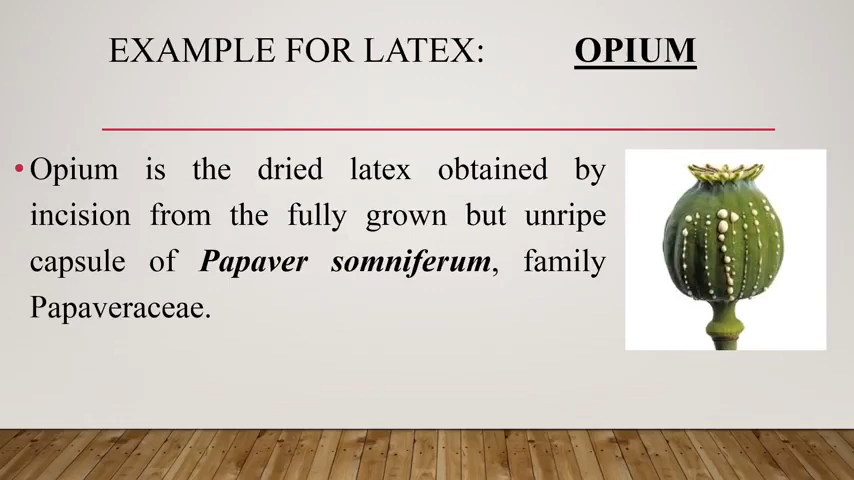 EXAMPLE FOR LATEX: OPIUM
• Opium is the dried latex obtained by
incision from the fully grown but unripe
capsule of Papaver somniferum, family
Papaveraceae.